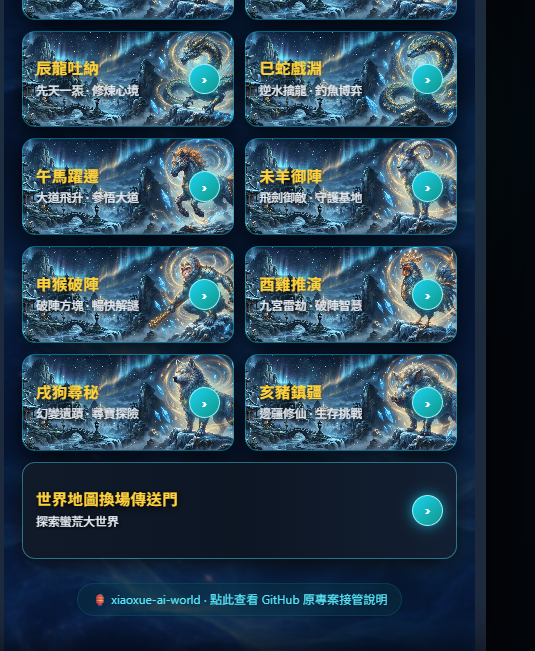 辰龍吐納
先天一炁 · 修煉心境
巳蛇戲淵
逆水擒龍 · 釣魚博弈
午馬躍遷
大道飛升 · 參悟大道
未羊御陣
飛劍御敵 · 守護基地
申猴破陣
破陣方塊 · 暢快解謎
酉雞推演
九宮雷劫 · 破陣智慧
戌狗尋秘
幻變遺蹟 · 尋寶探險
亥豬鎮疆
邊疆修仙 · 生存挑戰
世界地圖換場傳送門
探索蠻荒大世界
xiaoxue-ai-world · 點此查看 GitHub 原專案接管說明